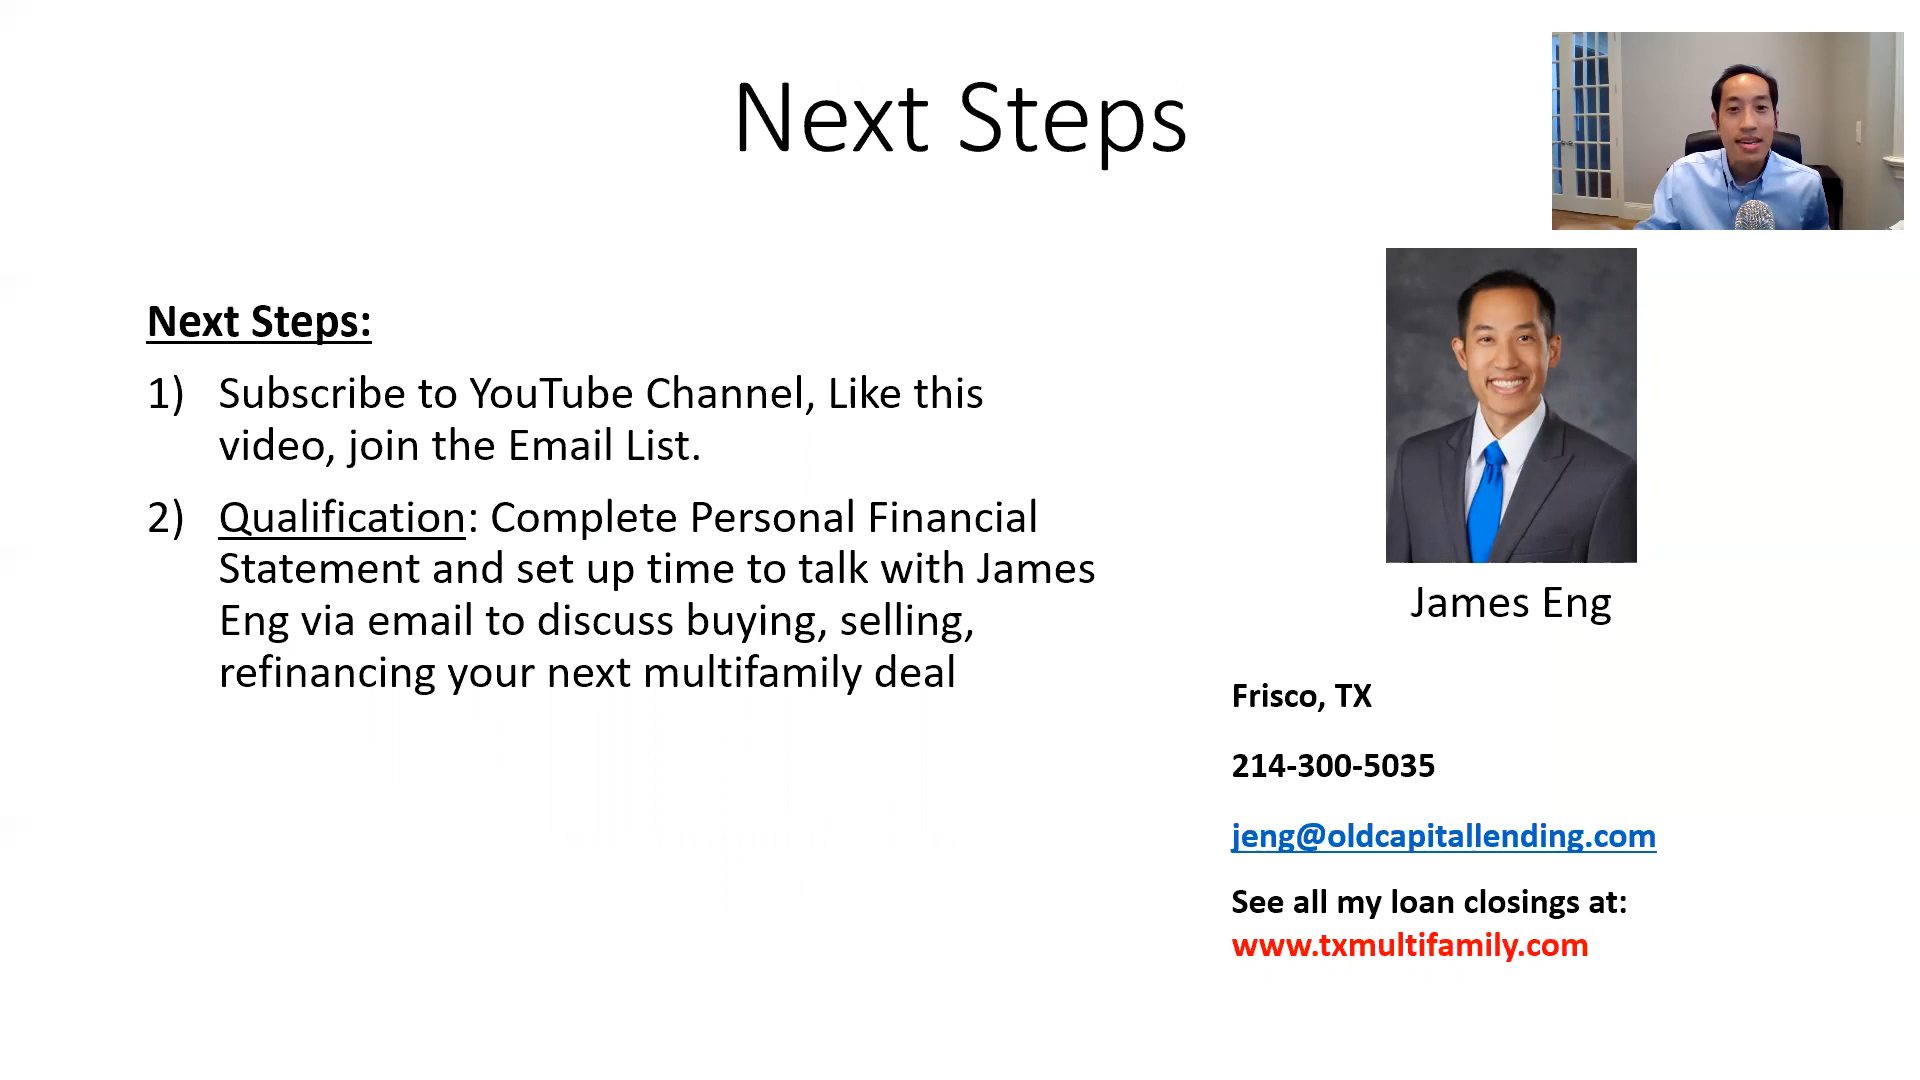 Next Steps
Next Steps:
1) Subscribe to YouTube Channel, Like this
video, join the Email List.
2) Qualification: Complete Personal Financial
Statement and set up time to talk with James
Eng via email to discuss buying, selling,
refinancing your next multifamily deal
James Eng
Frisco, TX
214-300-5035
jeng@oldcapitallending.com
See all my loan closings at:
www.txmultifamily.com